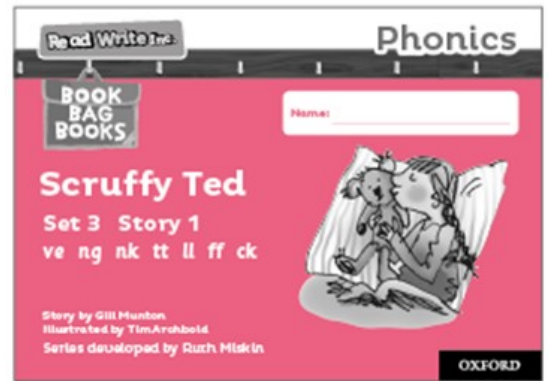 Read Write Inc.
Phonics
BOOK
BAG
BOOKS
Name:
Scruffy Ted
Set 3 Story 1
ve ng nk tt ll ff ck
Story by Gill Munton
Illustrated by Tim Archbold
Series developed by Ruth Miskin
OXFORD